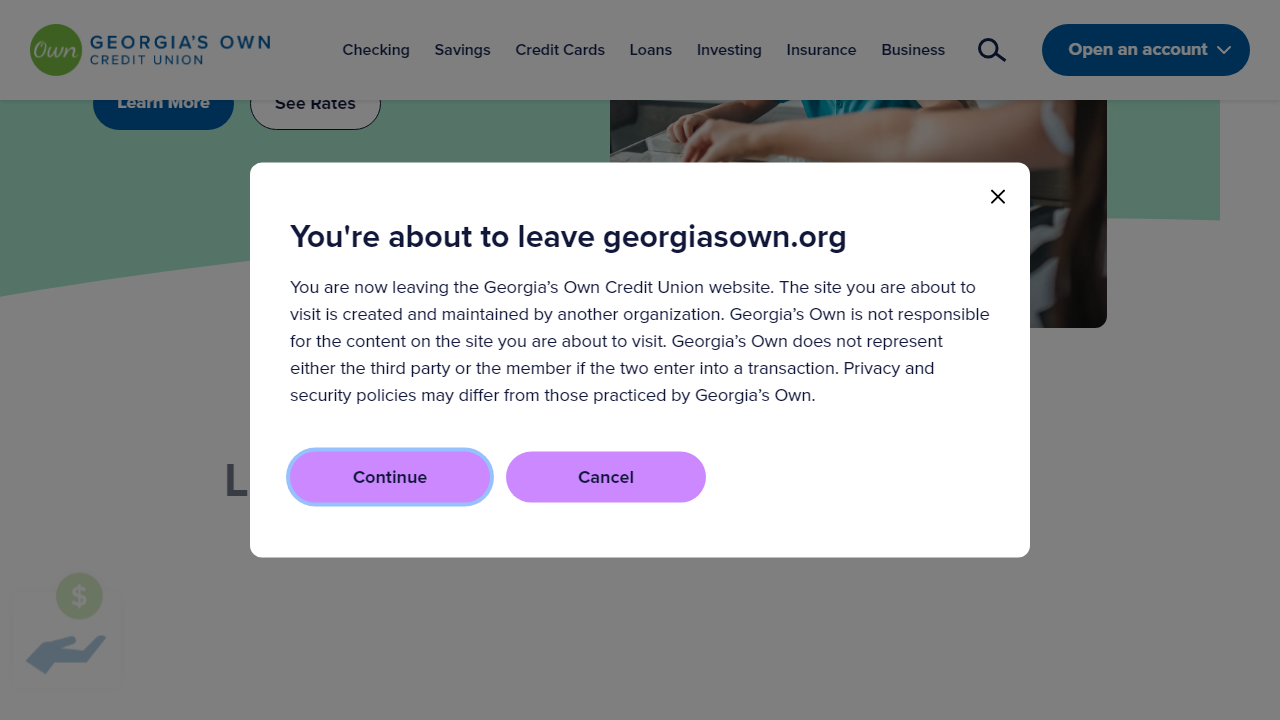 Own GEORGIA'S OWN
CREDIT UNION
Checking Savings Credit Cards Loans Investing Insurance Business
Open an account
Learn More
See Rates
You're about to leave georgiasown.org
You are now leaving the Georgia’s Own Credit Union website. The site you are about to
visit is created and maintained by another organization. Georgia’s Own is not responsible
for the content on the site you are about to visit. Georgia’s Own does not represent
either the third party or the member if the two enter into a transaction. Privacy and
security policies may differ from those practiced by Georgia’s Own.
Continue
Cancel
L
$